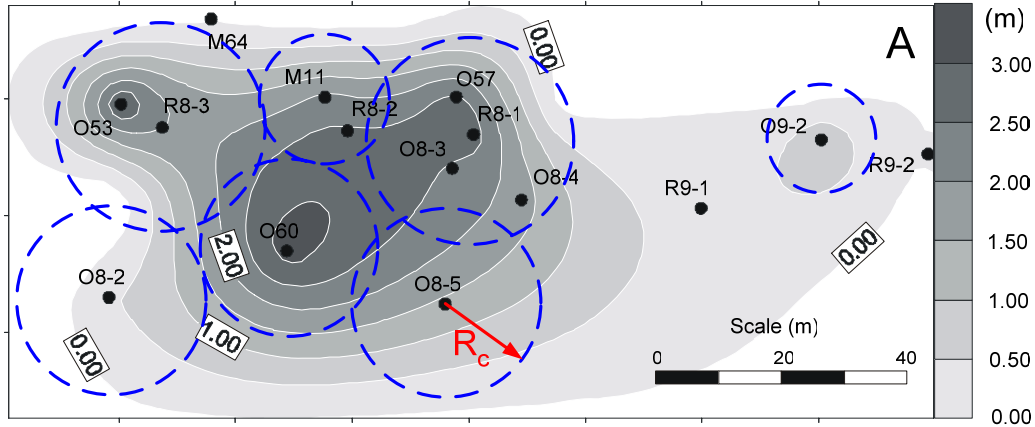 (m)
A
M64
0.00
3.00
M11
O57
R8-3
R8-2
R8-1
2.50
O53
O9-2
O8-3
R9-2
2.00
O8-4
R9-1
O60
2.00
0.00
1.50
O8-2
O8-5
1.00
1.00
Scale (m)
Rc
0.00
0 20 40
0.50
0.00